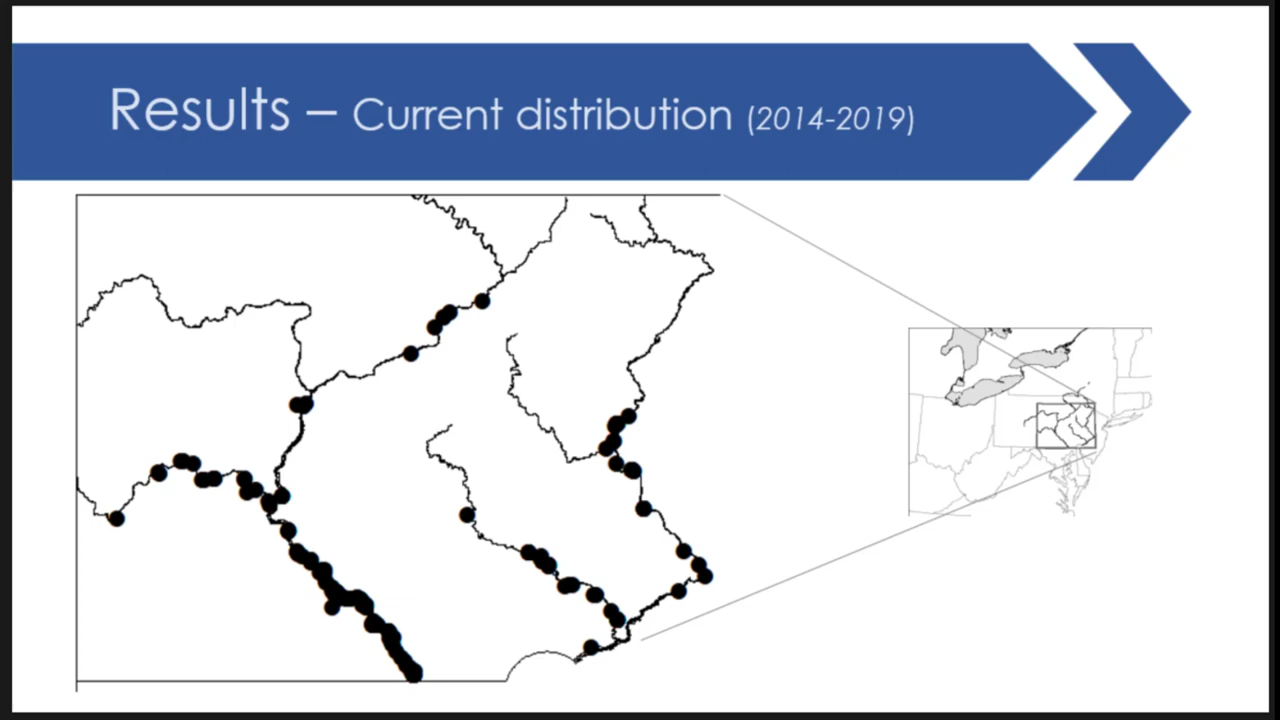 Results – Current distribution (2014-2019)